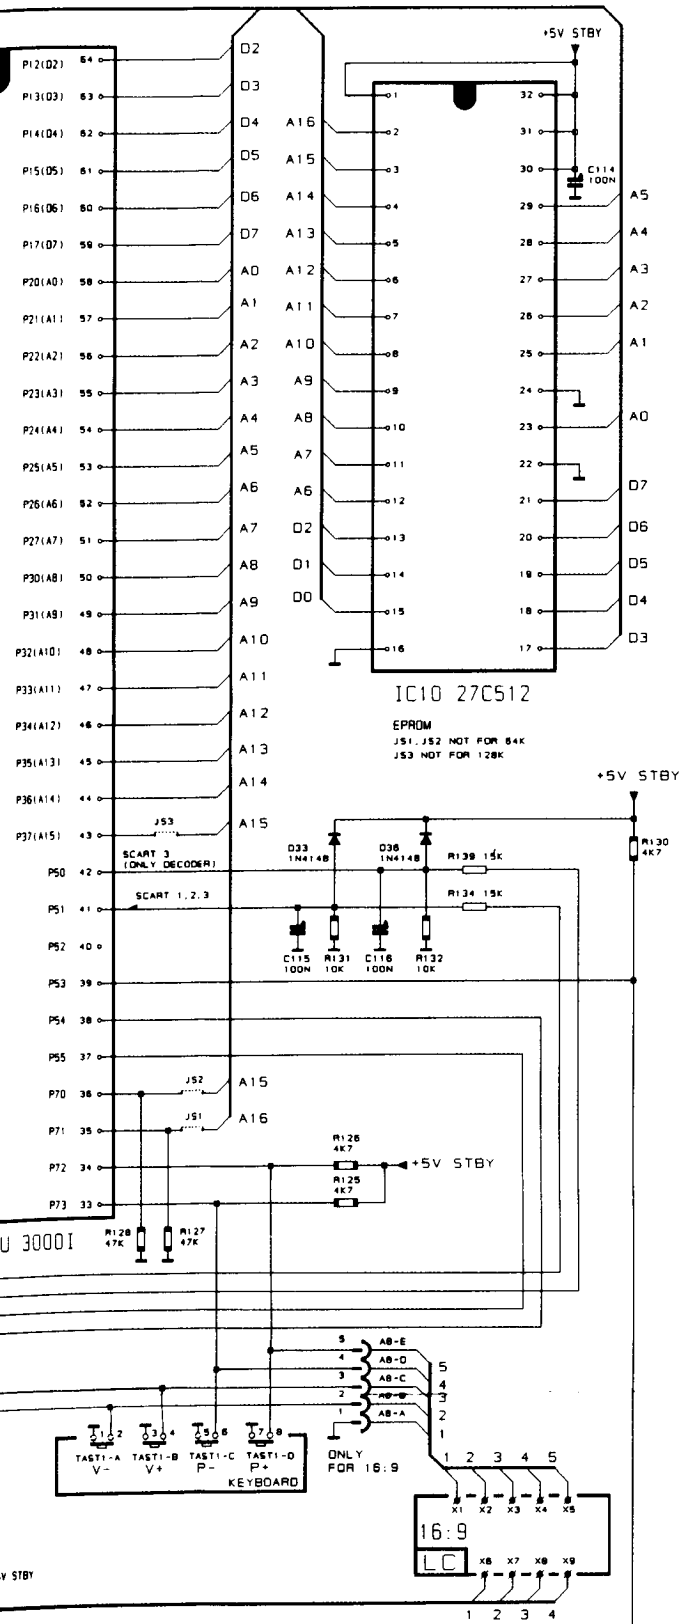 +5V STBY
P12(D2) 64 D2
P13(D3) 63 D3
P14(D4) 62 D4
P15(D5) 61 D5
P16(D6) 60 D6
P17(D7) 59 D7
P20(A0) 58 A0
P21(A1) 57 A1
P22(A2) 56 A2
P23(A3) 55 A3
P24(A4) 54 A4
P25(A5) 53 A5
P26(A6) 52 A6
P27(A7) 51 A7
P30(A8) 50 A8
P31(A9) 49 A9
P32(A10) 48 A10
P33(A11) 47 A11
P34(A12) 46 A12
P35(A13) 45 A13
P36(A14) 44 A14
P37(A15) 43 JS3 A15
1 32
A16 2 31
A15 3 30
C114
100N
A14 4 29 A5
A13 5 28 A4
A12 6 27 A3
A11 7 26 A2
A10 8 25 A1
A9 9 24
A8 10 23 A0
A7 11 22
A6 12 21 D7
D2 13 20 D6
D1 14 19 D5
D0 15 18 D4
16 17 D3
IC10 27C512
EPROM
JS1, JS2 NOT FOR 64K
JS3 NOT FOR 128K
+5V STBY
SCART 3
(ONLY DECODER)
D33
1N4148
D36
1N4148
R139 15K
R130
4K7
P50 42
P51 41 SCART 1,2,3
R134 15K
P52 40
C115
100N
R131
10K
C116
100N
R132
10K
P53 39
P54 38
P55 37
P70 36 JS2 A15
P71 35 JS1 A16
P72 34
R126
4K7
+5V STBY
R125
4K7
P73 33
U 3000I
R128
47K
R127
47K
5 AB-E 5
4 AB-D 4
3 AB-C 3
2 AB-B 2
1 AB-A 1
ONLY
FOR 16:9
1 2 3 4 5 6 7 8
TAST1-A TAST1-B TAST1-C TAST1-D
V- V+ P- P+
KEYBOARD
1 2 3 4 5
X1 X2 X3 X4 X5
16:9
LC
X6 X7 X8 X9
1 2 3 4
V STBY